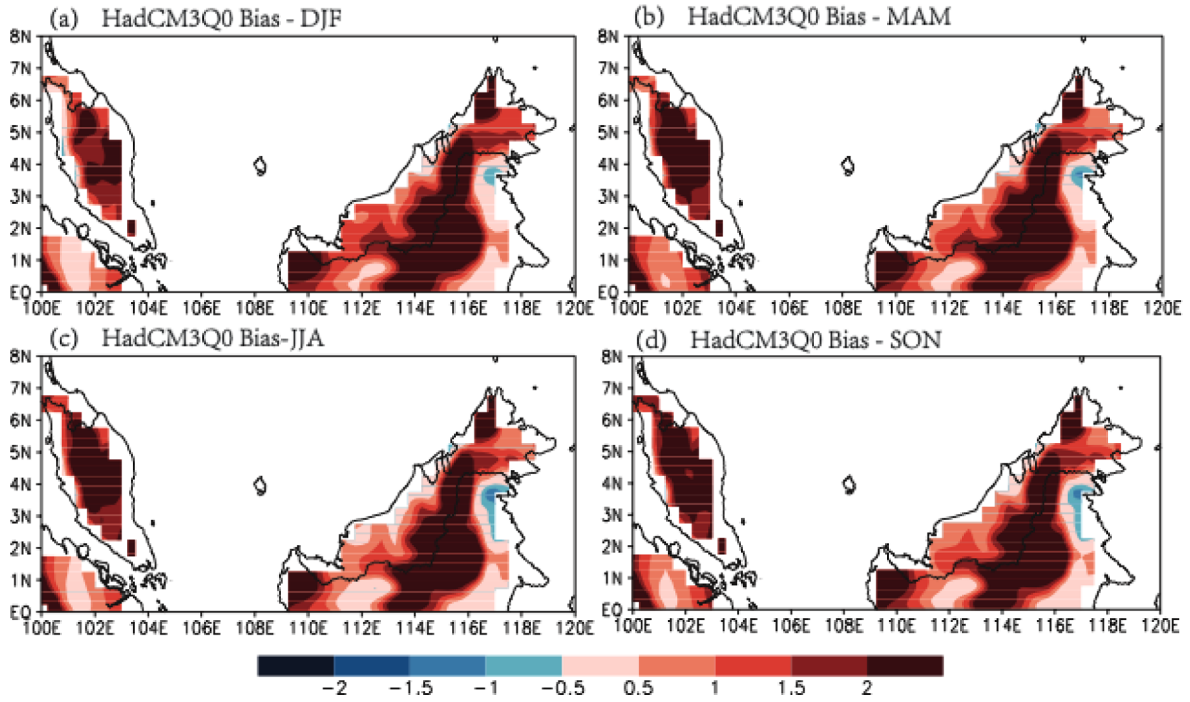 (a) HadCM3Q0 Bias - DJF
(b) HadCM3Q0 Bias - MAM
8N
7N
6N
5N
4N
3N
2N
1N
EQ
100E 102E 104E 106E 108E 110E 112E 114E 116E 118E 120E
8N
7N
6N
5N
4N
3N
2N
1N
EQ
100E 102E 104E 106E 108E 110E 112E 114E 116E 118E 120E
(c) HadCM3Q0 Bias-JJA
(d) HadCM3Q0 Bias - SON
8N
7N
6N
5N
4N
3N
2N
1N
EQ
100E 102E 104E 106E 108E 110E 112E 114E 116E 118E 120E
8N
7N
6N
5N
4N
3N
2N
1N
EQ
100E 102E 104E 106E 108E 110E 112E 114E 116E 118E 120E
-2 -1.5 -1 -0.5 0.5 1 1.5 2